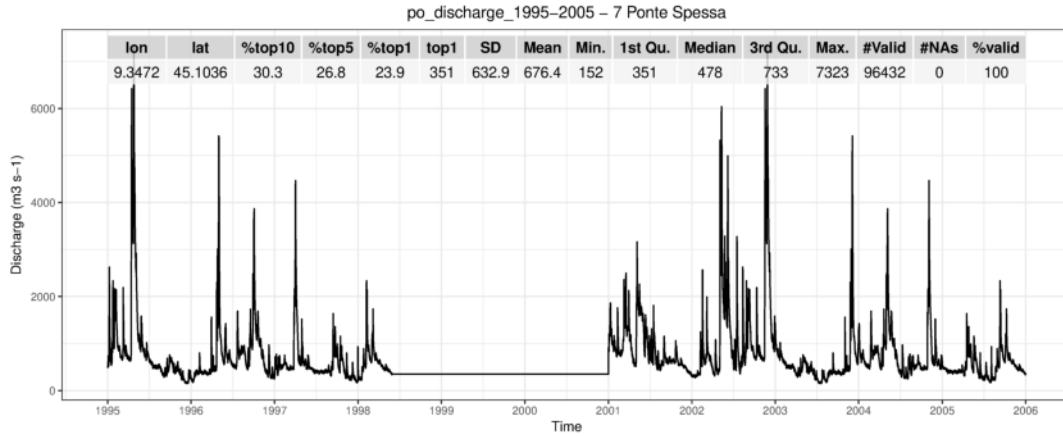 po_discharge_1995−2005 − 7 Ponte Spessa
lon lat %top10 %top5 %top1 top1 SD Mean Min. 1st Qu. Median 3rd Qu. Max. #Valid #NAs %valid
9.3472 45.1036 30.3 26.8 23.9 351 632.9 676.4 152 351 478 733 7323 96432 0 100
Discharge (m3 s−1)
6000
4000
2000
0
1995 1996 1997 1998 1999 2000 2001 2002 2003 2004 2005 2006
Time